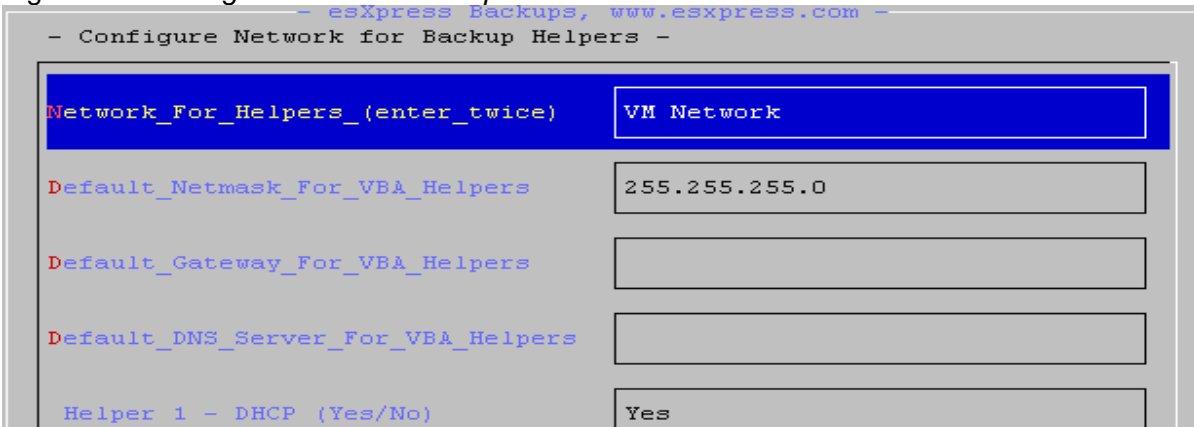 - esXpress Backups, www.esxpress.com -
- Configure Network for Backup Helpers -
Network_For_Helpers_(enter_twice) VM Network
Default_Netmask_For_VBA_Helpers 255.255.255.0
Default_Gateway_For_VBA_Helpers
Default_DNS_Server_For_VBA_Helpers
Helper 1 - DHCP (Yes/No) Yes